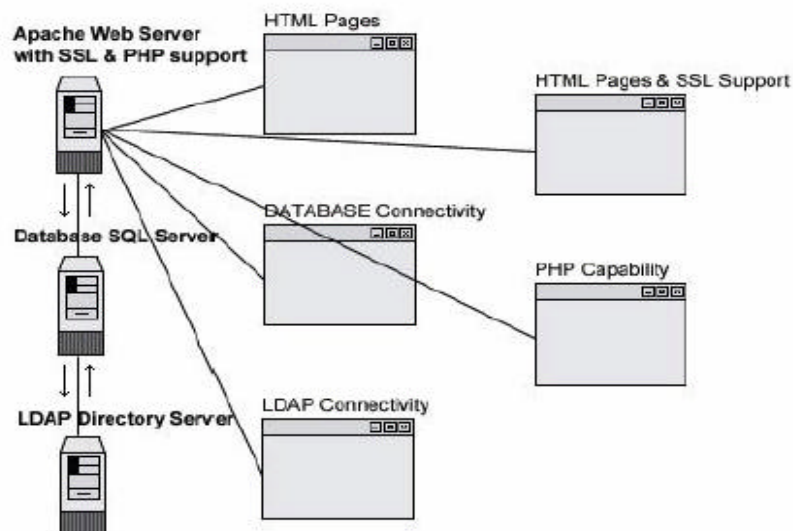 HTML Pages
Apache Web Server
with SSL & PHP support
HTML Pages & SSL Support
DATABASE Connectivity
Database SQL Server
PHP Capability
LDAP Connectivity
LDAP Directory Server